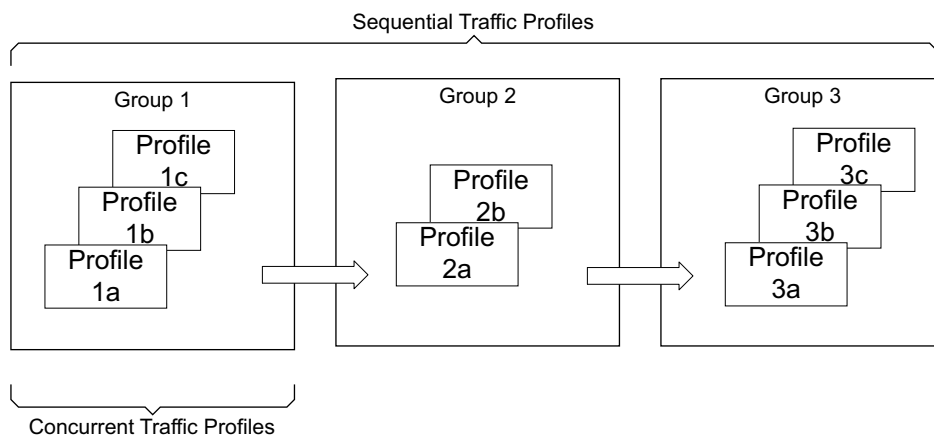 Sequential Traffic Profiles
Group 1
Profile
1c
Profile
1b
Profile
1a
Group 2
Profile
2b
Profile
2a
Group 3
Profile
3c
Profile
3b
Profile
3a
Concurrent Traffic Profiles